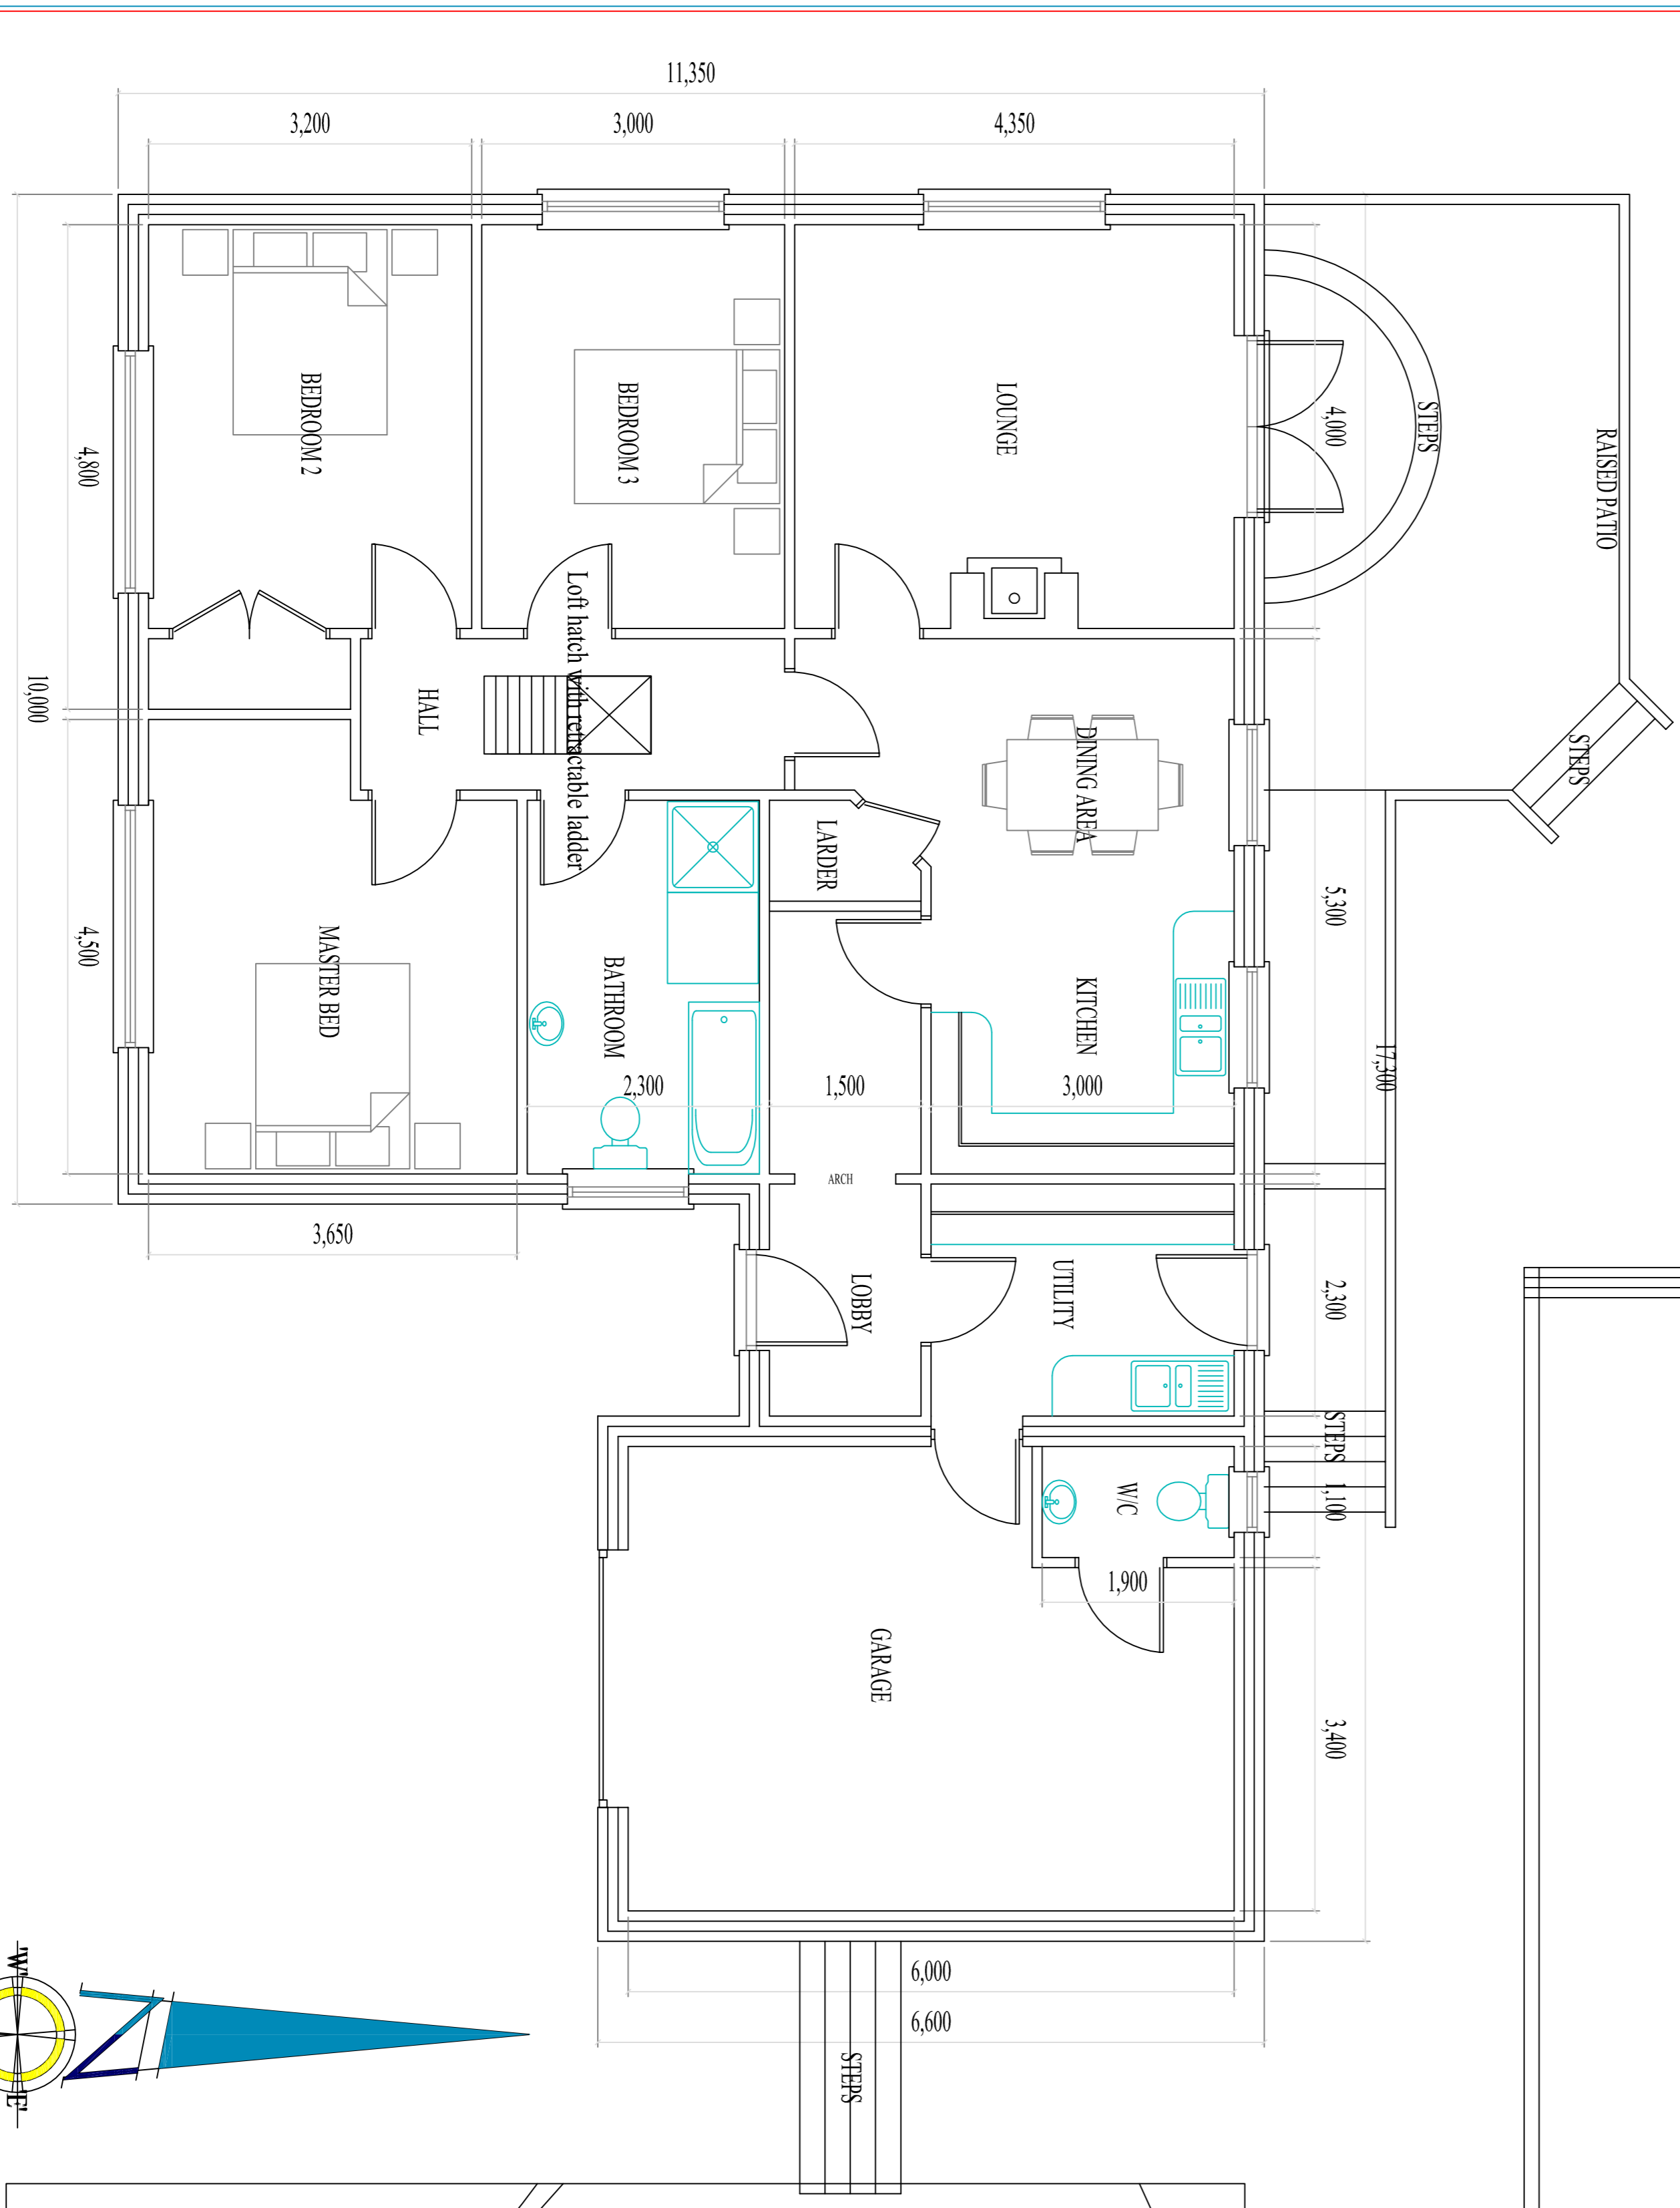 11,350
3,200
3,000
4,350
RAISED PATIO
STEPS
4,000
LOUNGE
BEDROOM 3
BEDROOM 2
4,800
10,000
HALL
Loft hatch with retractable ladder
DINING AREA
STEPS
LARDER
5,300
4,500
MASTER BED
BATHROOM
KITCHEN
17,300
2,300
1,500
3,000
ARCH
3,650
LOBBY
UTILITY
2,300
STEPS
1,100
W/C
1,900
GARAGE
3,400
6,000
6,600
STEPS
'W'
N
'E'